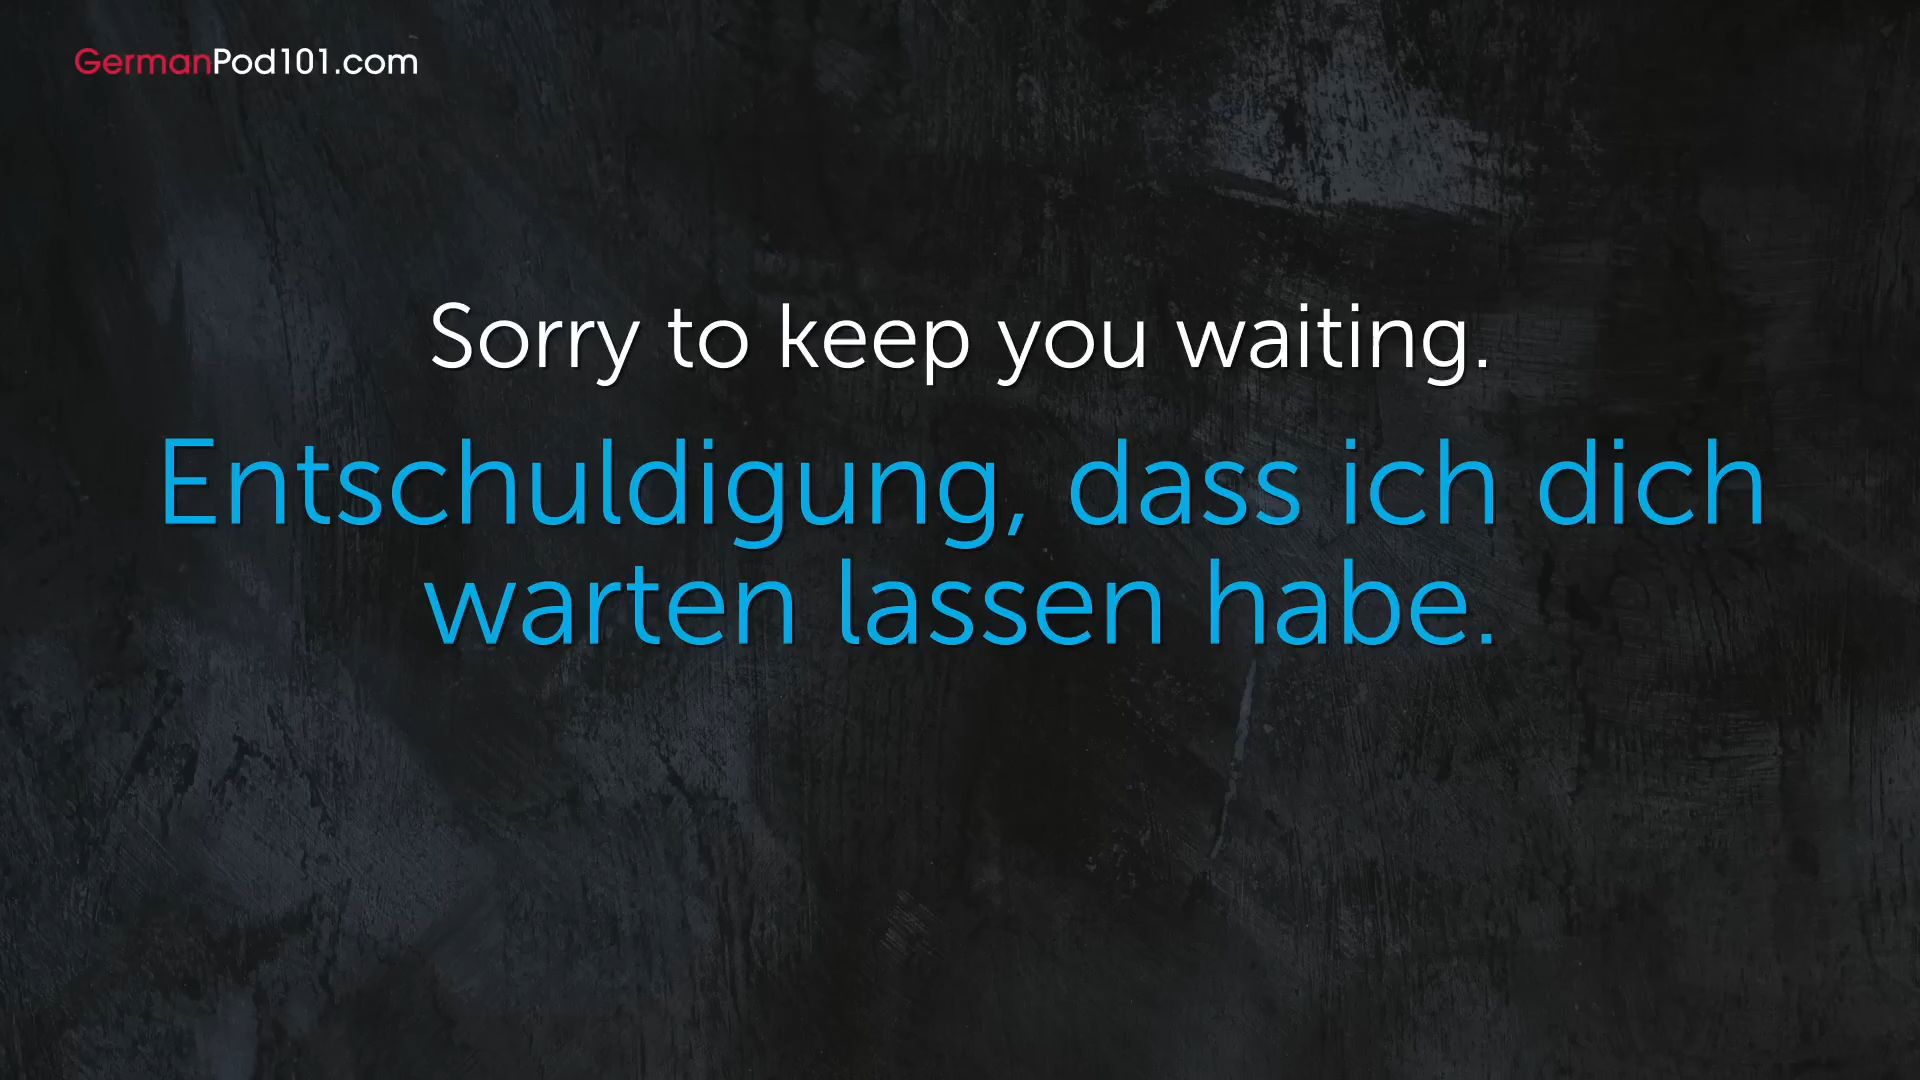 GermanPod101.com
Sorry to keep you waiting.
Entschuldigung, dass ich dich
warten lassen habe.